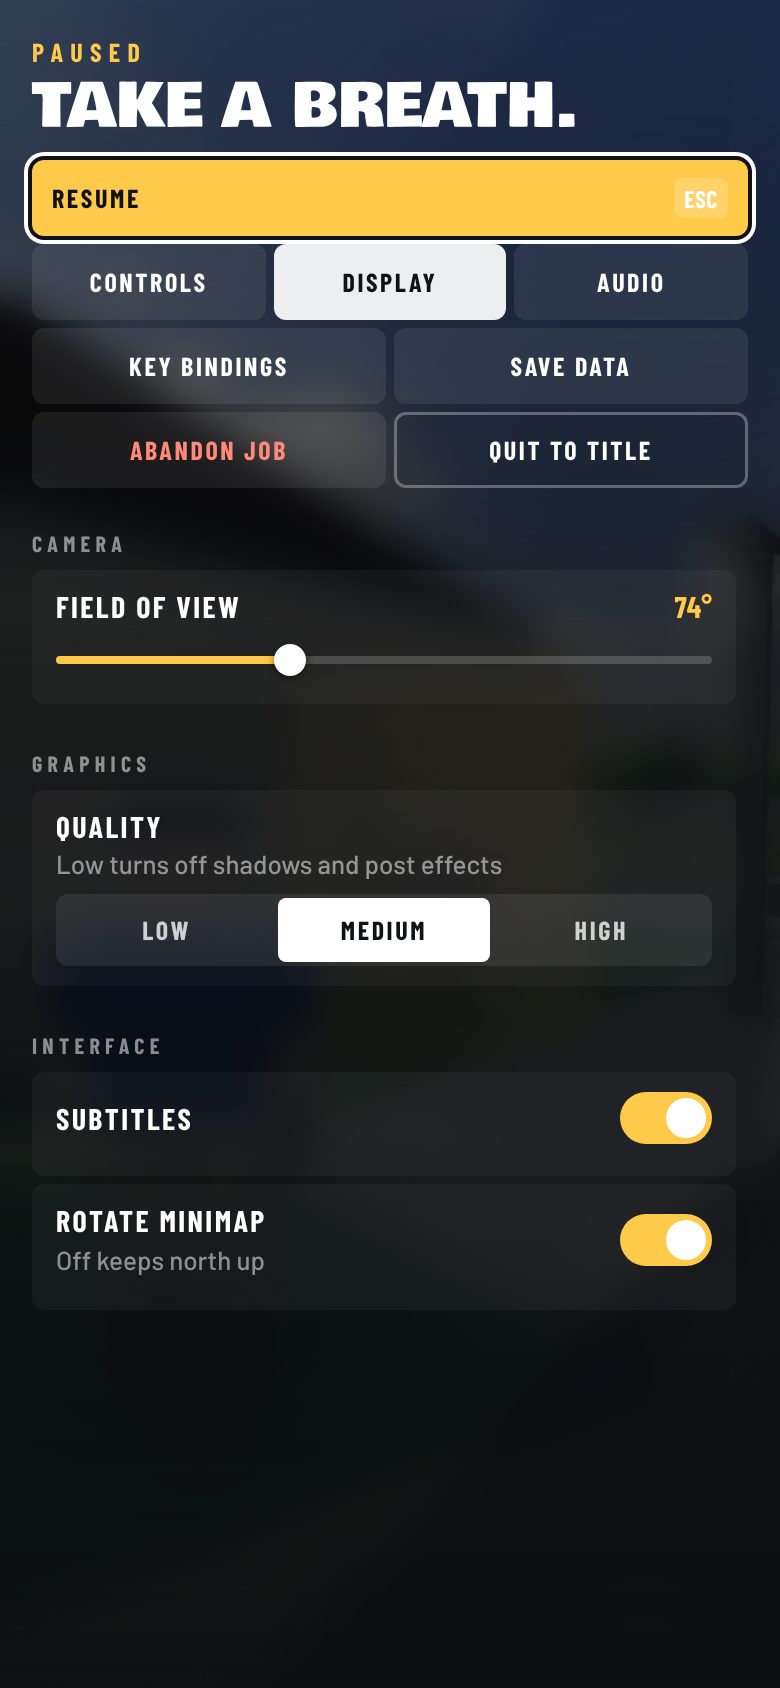 PAUSED
TAKE A BREATH.
RESUME ESC
CONTROLS DISPLAY AUDIO
KEY BINDINGS SAVE DATA
ABANDON JOB QUIT TO TITLE
CAMERA
FIELD OF VIEW 74°
GRAPHICS
QUALITY
Low turns off shadows and post effects
LOW MEDIUM HIGH
INTERFACE
SUBTITLES
ROTATE MINIMAP
Off keeps north up